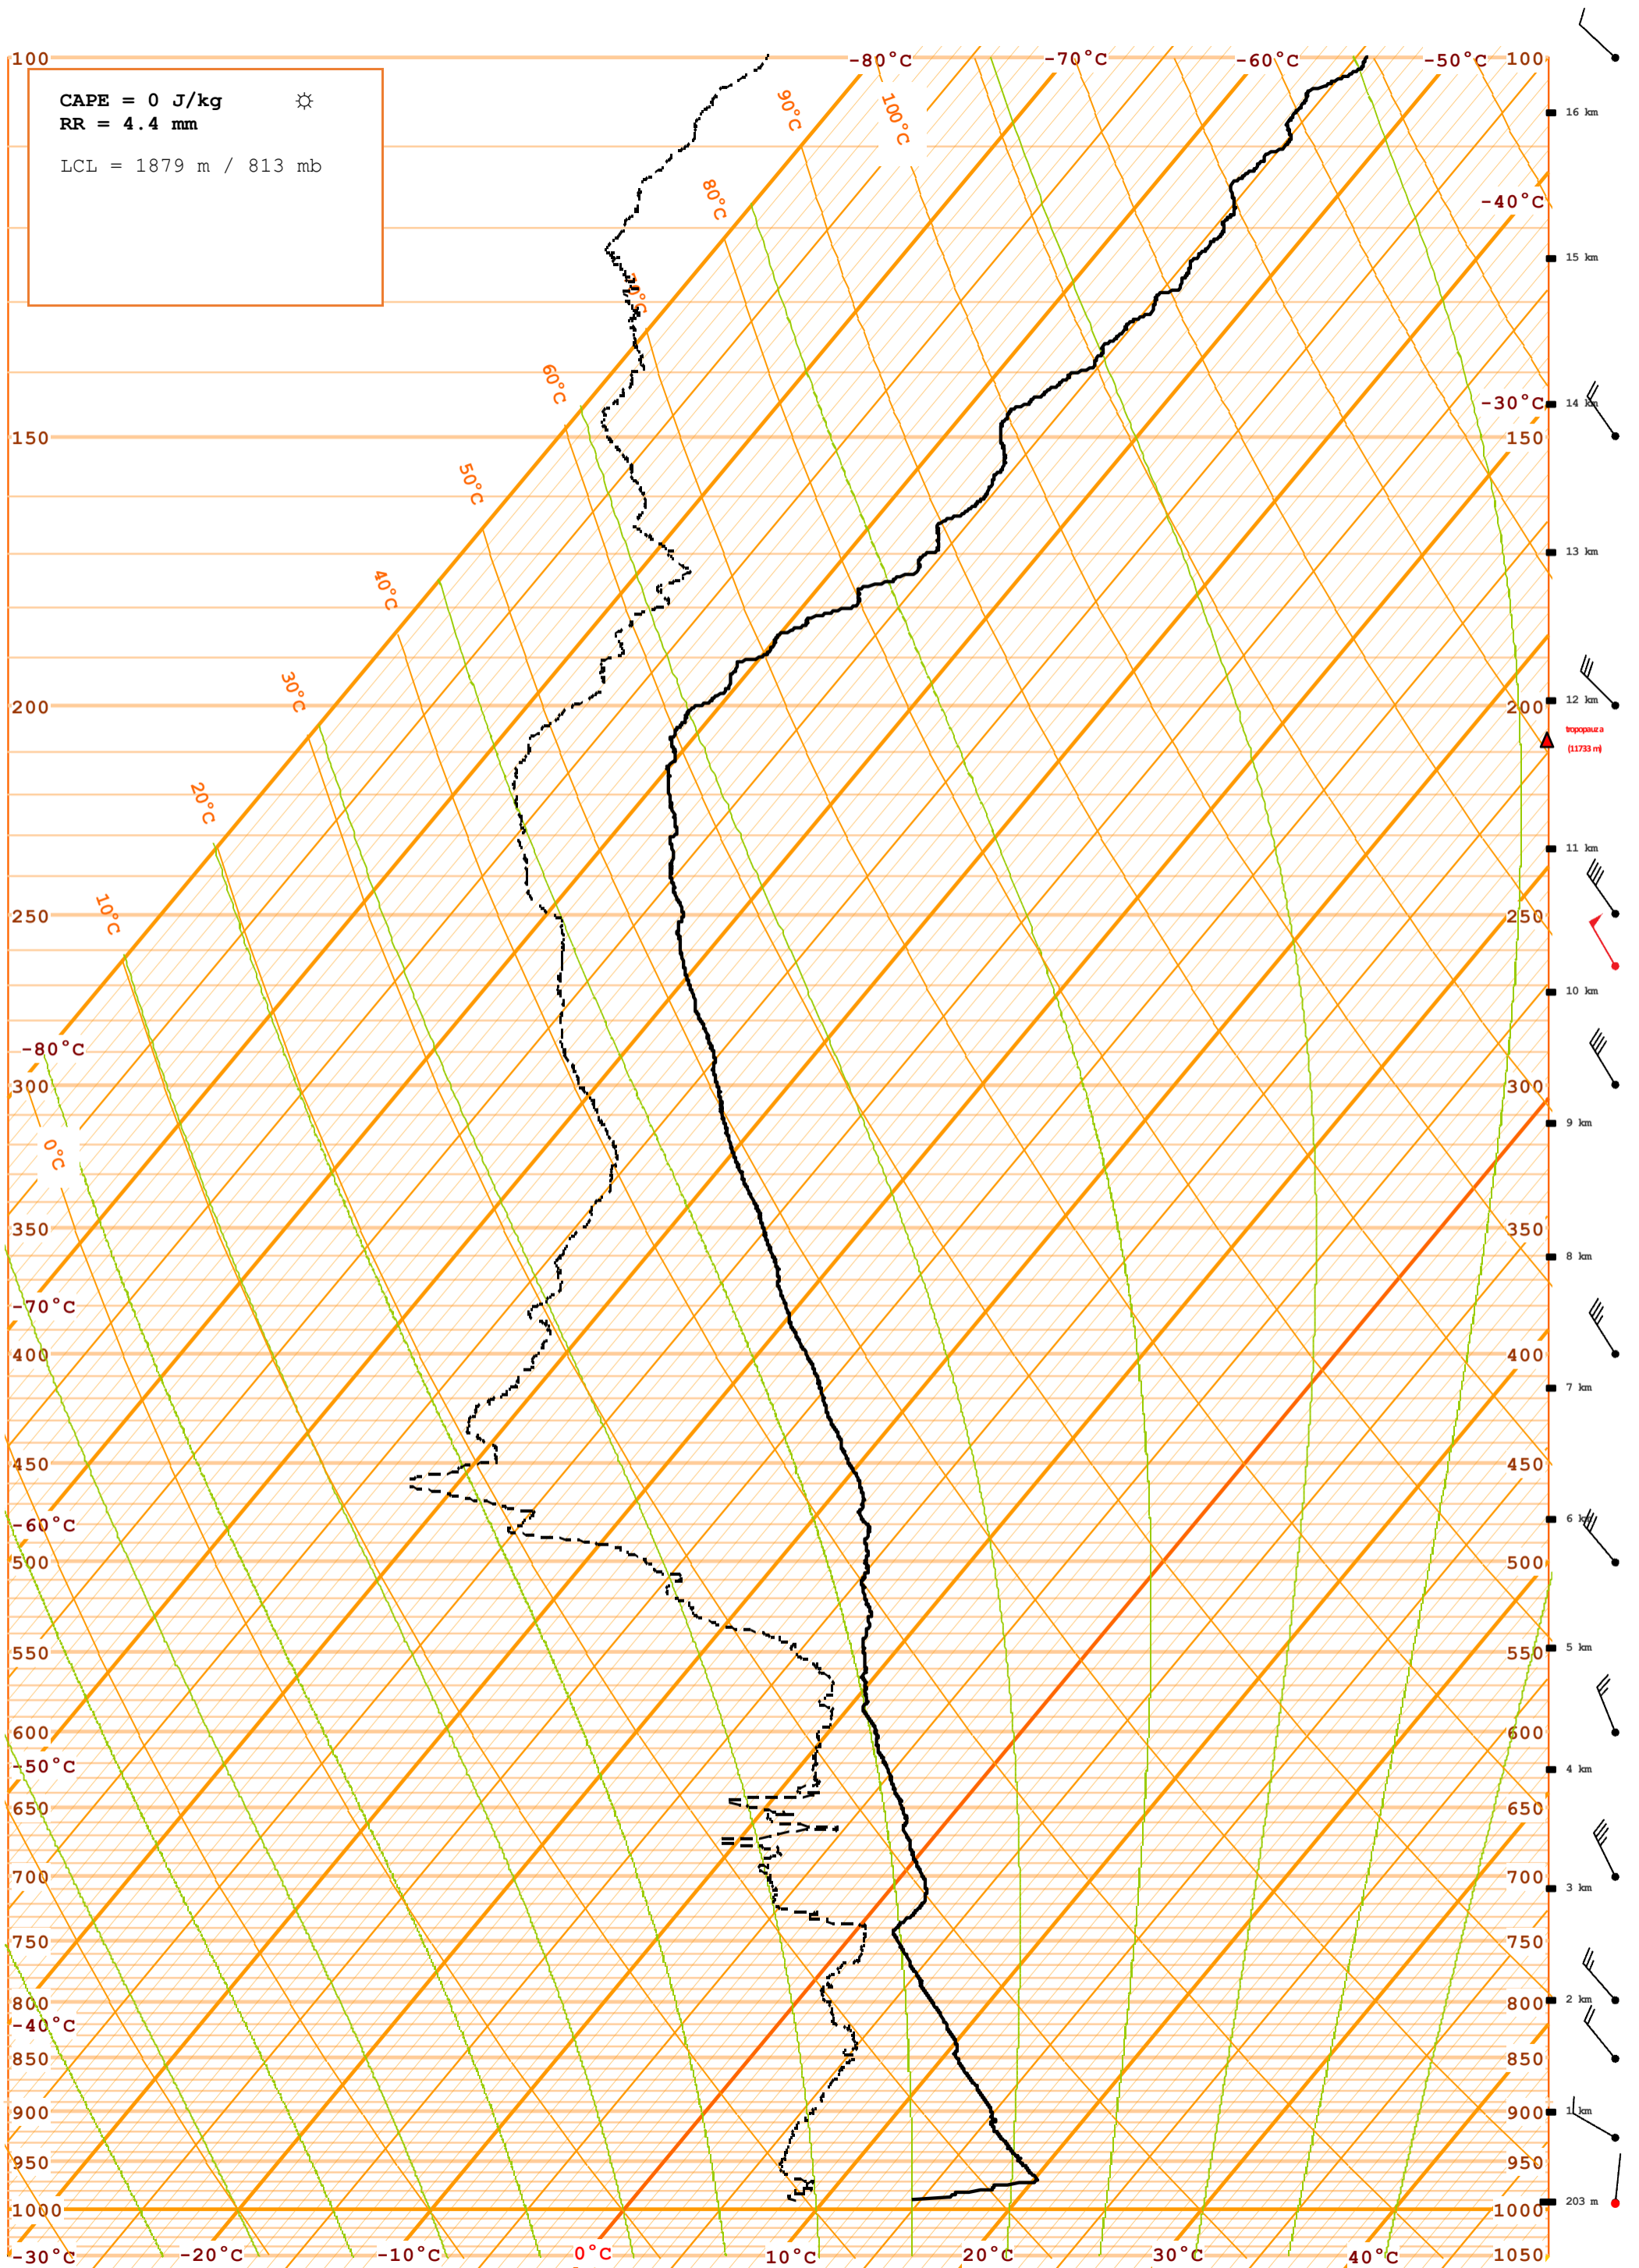 100 -80°C -70°C -60°C -50°C 100
CAPE = 0 J/kg ☼
RR = 4.4 mm
LCL = 1879 m / 813 mb
90°C 100°C
16 km
80°C
-40°C
15 km
60°C
-30°C 14 km
150 150
50°C
13 km
40°C
30°C
200 200 12 km
tropopauza
(11733 m)
20°C
11 km
10°C
250 250
10 km
-80°C
300 300
9 km
0°C
350 350
8 km
-70°C
400 400
7 km
450 450
6 km
-60°C
500 500
5 km
550 550
600 600
-50°C
4 km
650 650
700 700
3 km
750 750
800 800 2 km
-40°C
850 850
900 900 1 km
950 950
203 m
1000 1000
-30°C -20°C -10°C 0°C 10°C 20°C 30°C 40°C 1050